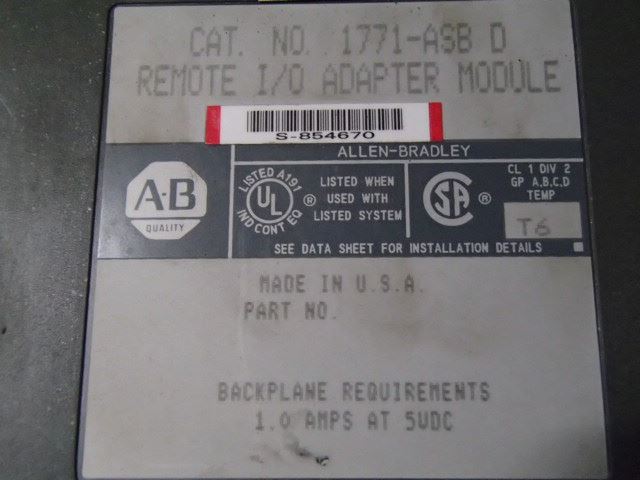 CAT. NO. 1771-ASB D
REMOTE I/O ADAPTER MODULE
S-854670
ALLEN-BRADLEY
A-B
QUALITY
LISTED A191
UL
IND CONT EQ
®
LISTED WHEN
USED WITH
LISTED SYSTEM
CSA
®
CL 1 DIV 2
GP A,B,C,D
TEMP
T6
SEE DATA SHEET FOR INSTALLATION DETAILS
MADE IN U.S.A.
PART NO.
BACKPLANE REQUIREMENTS
1.0 AMPS AT 5VDC